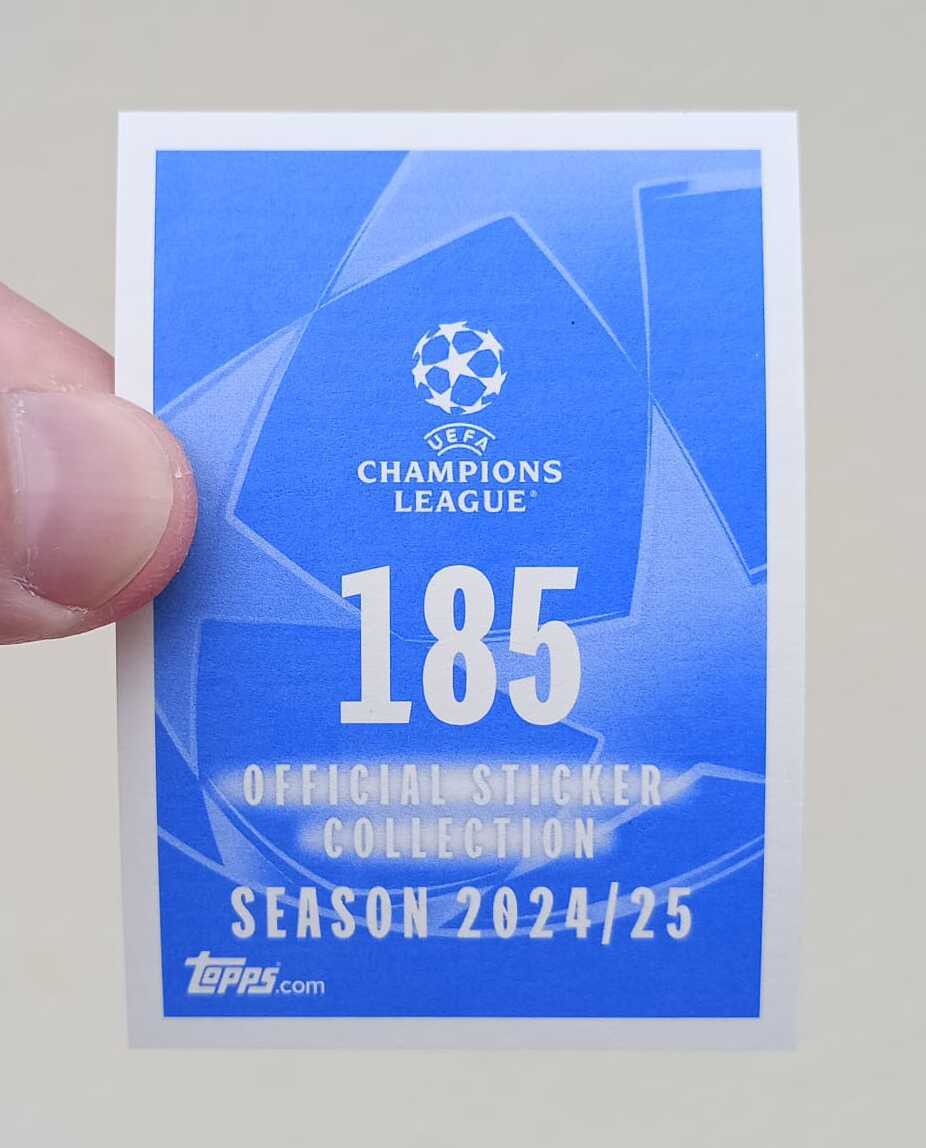 UEFA
CHAMPIONS
LEAGUE®
185
OFFICIAL STICKER
COLLECTION
SEASON 2024/25
Topps.com